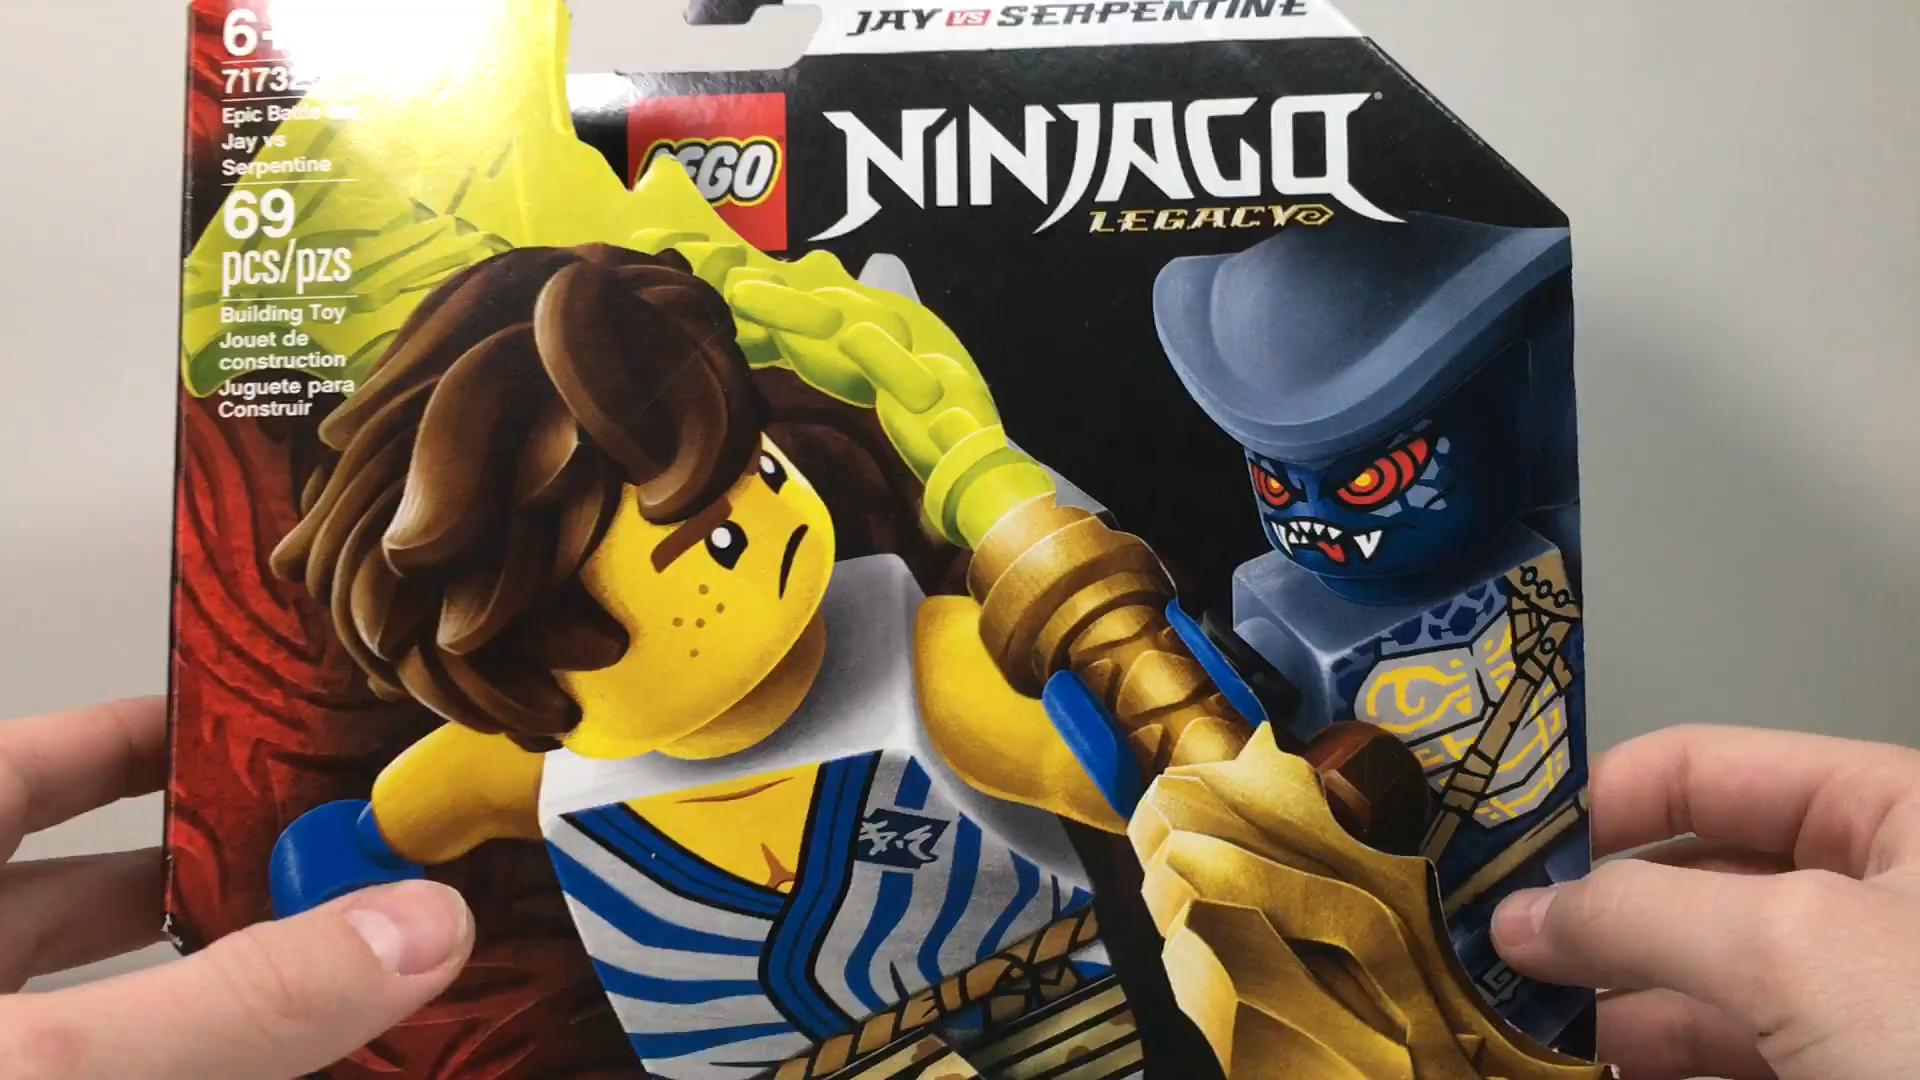 JAY VS SERPENTINE
6+
71732
Epic Battle Set
Jay vs
Serpentine
69
pcs/pzs
Building Toy
Jouet de
construction
Juguete para
Construir
LEGO
NINJAGO
LEGACY